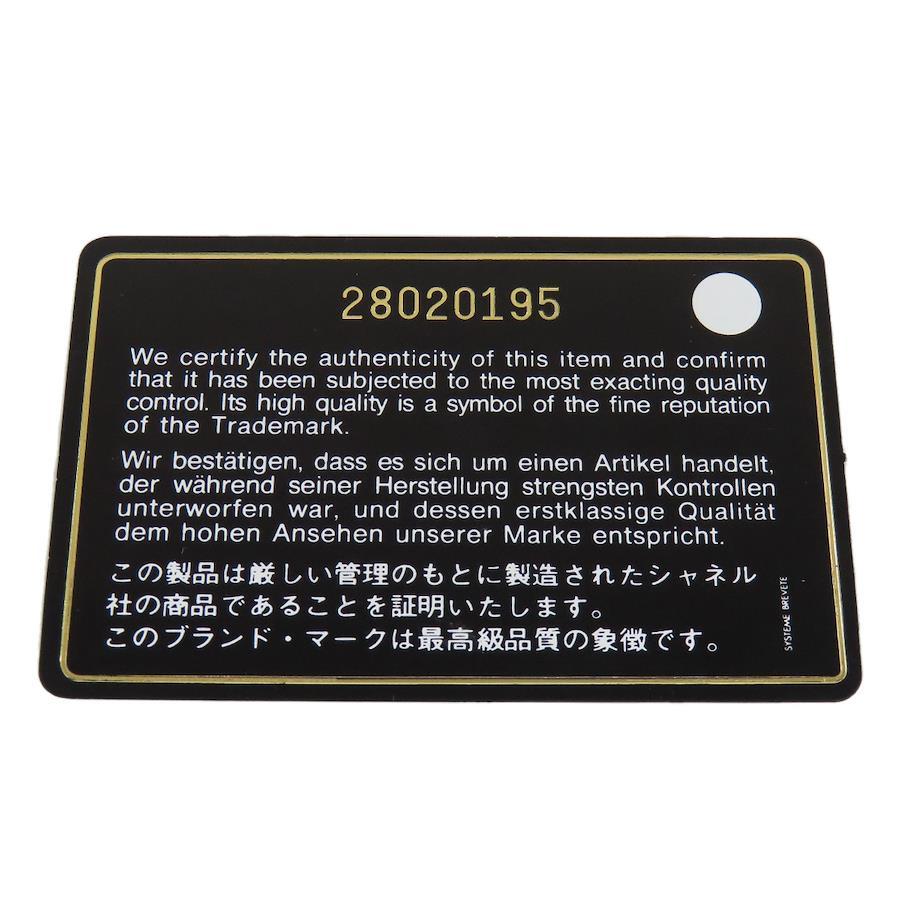 28020195
We certify the authenticity of this item and confirm
that it has been subjected to the most exacting quality
control. Its high quality is a symbol of the fine reputation
of the Trademark.
Wir bestätigen, dass es sich um einen Artikel handelt,
der während seiner Herstellung strengsten Kontrollen
unterworfen war, und dessen erstklassige Qualität
dem hohen Ansehen unserer Marke entspricht.
この製品は厳しい管理のもとに製造されたシャネル
社の商品であることを証明いたします。
このブランド・マークは最高級品質の象徴です。
SYSTEME BREVETE